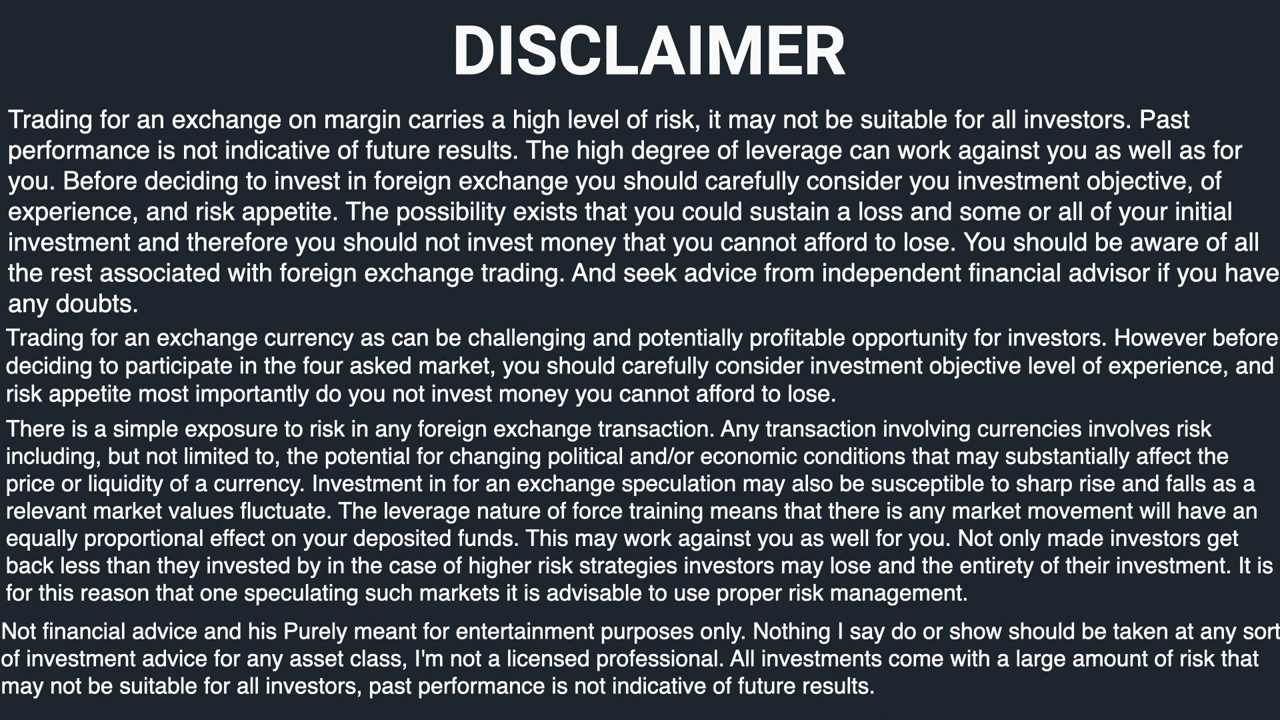 DISCLAIMER
Trading for an exchange on margin carries a high level of risk, it may not be suitable for all investors. Past
performance is not indicative of future results. The high degree of leverage can work against you as well as for
you. Before deciding to invest in foreign exchange you should carefully consider you investment objective, of
experience, and risk appetite. The possibility exists that you could sustain a loss and some or all of your initial
investment and therefore you should not invest money that you cannot afford to lose. You should be aware of all
the rest associated with foreign exchange trading. And seek advice from independent financial advisor if you have
any doubts.
Trading for an exchange currency as can be challenging and potentially profitable opportunity for investors. However before
deciding to participate in the four asked market, you should carefully consider investment objective level of experience, and
risk appetite most importantly do you not invest money you cannot afford to lose.
There is a simple exposure to risk in any foreign exchange transaction. Any transaction involving currencies involves risk
including, but not limited to, the potential for changing political and/or economic conditions that may substantially affect the
price or liquidity of a currency. Investment in for an exchange speculation may also be susceptible to sharp rise and falls as a
relevant market values fluctuate. The leverage nature of force training means that there is any market movement will have an
equally proportional effect on your deposited funds. This may work against you as well for you. Not only made investors get
back less than they invested by in the case of higher risk strategies investors may lose and the entirety of their investment. It is
for this reason that one speculating such markets it is advisable to use proper risk management.
Not financial advice and his Purely meant for entertainment purposes only. Nothing I say do or show should be taken at any sort
of investment advice for any asset class, I'm not a licensed professional. All investments come with a large amount of risk that
may not be suitable for all investors, past performance is not indicative of future results.